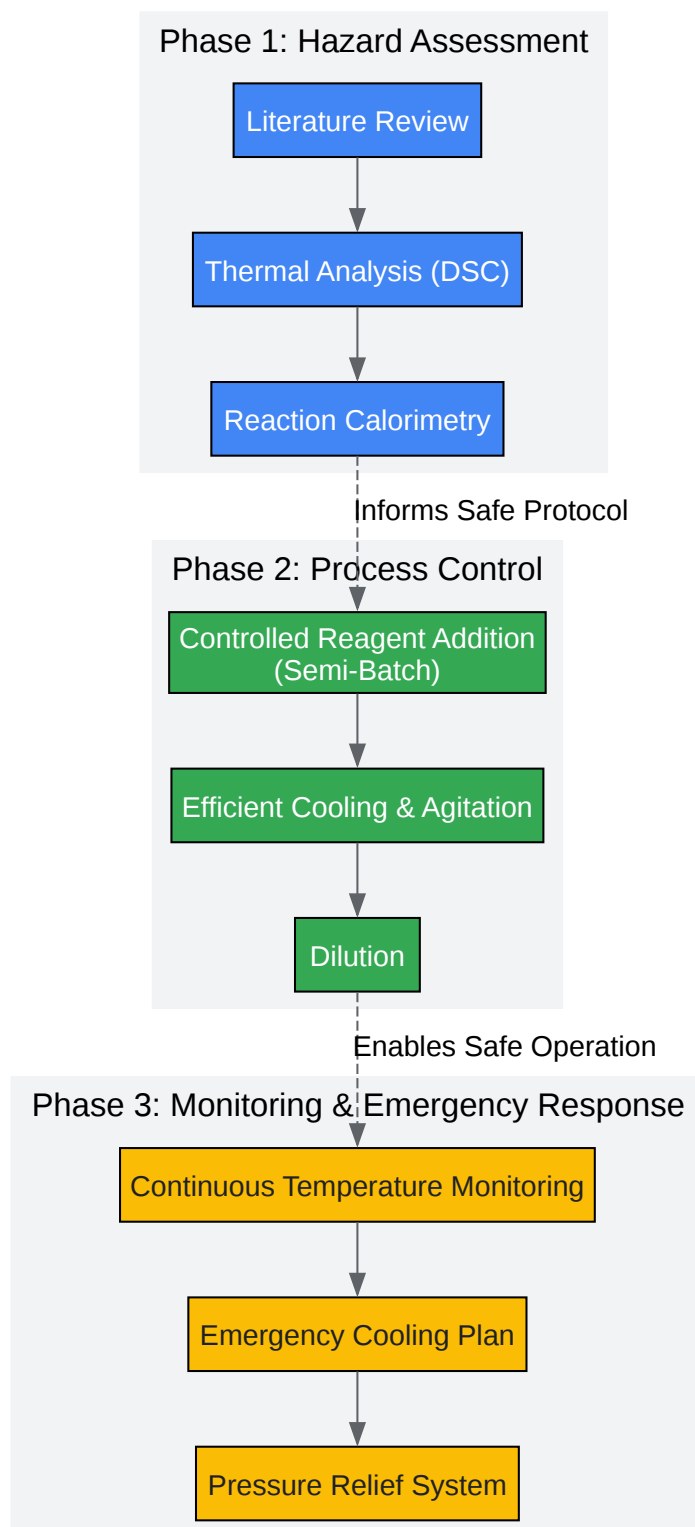 Phase 1: Hazard Assessment
Literature Review
Thermal Analysis (DSC)
Reaction Calorimetry
Informs Safe Protocol
Phase 2: Process Control
Controlled Reagent Addition
(Semi-Batch)
Efficient Cooling & Agitation
Dilution
Enables Safe Operation
Phase 3: Monitoring & Emergency Response
Continuous Temperature Monitoring
Emergency Cooling Plan
Pressure Relief System